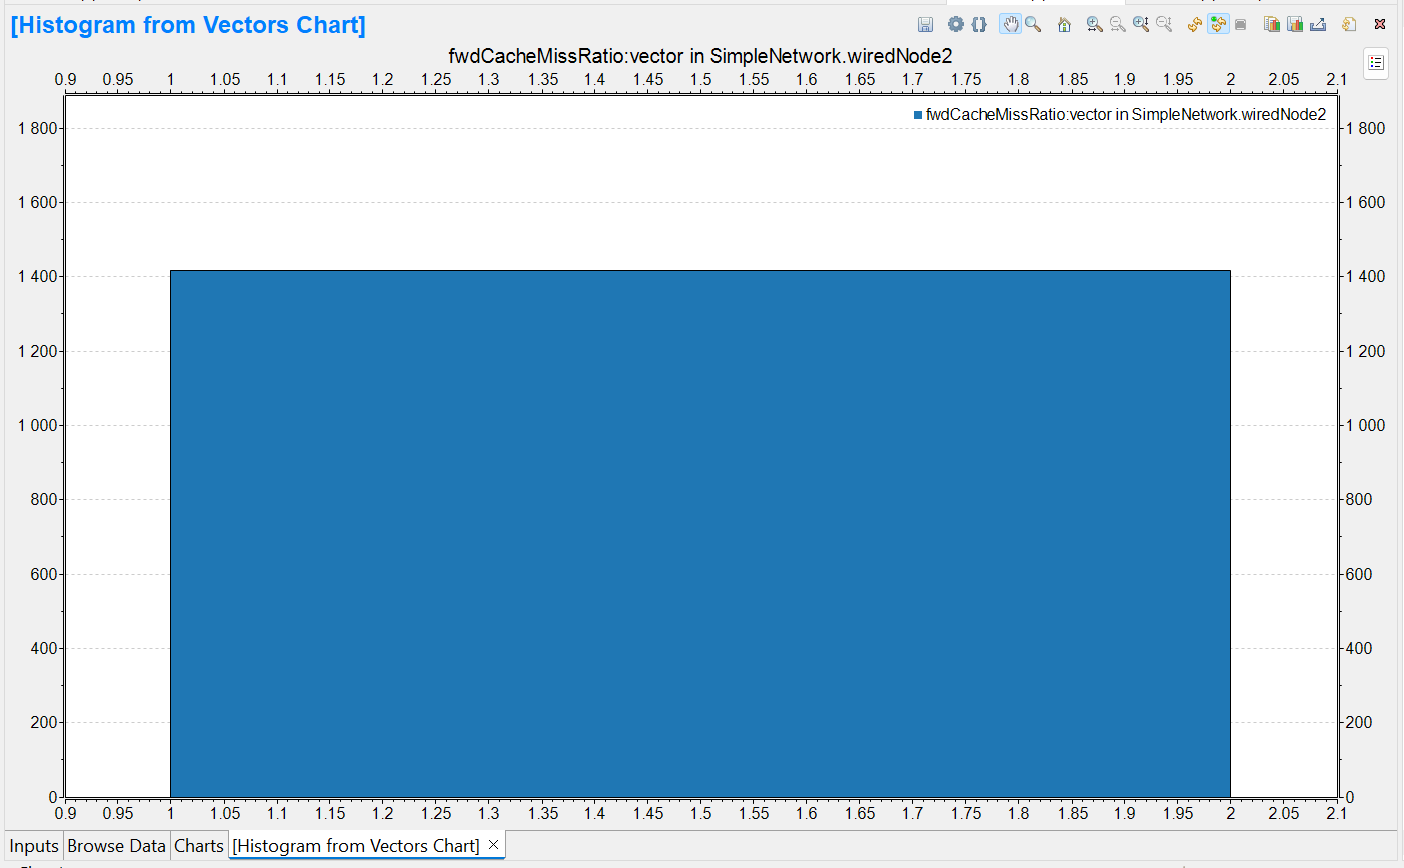 [Histogram from Vectors Chart]
fwdCacheMissRatio:vector in SimpleNetwork.wiredNode2
0.9 0.95 1 1.05 1.1 1.15 1.2 1.25 1.3 1.35 1.4 1.45 1.5 1.55 1.6 1.65 1.7 1.75 1.8 1.85 1.9 1.95 2 2.05 2.1
fwdCacheMissRatio:vector in SimpleNetwork.wiredNode2
1 800 1 800
1 600 1 600
1 400 1 400
1 200 1 200
1 000 1 000
800 800
600 600
400 400
200 200
0 0
0.9 0.95 1 1.05 1.1 1.15 1.2 1.25 1.3 1.35 1.4 1.45 1.5 1.55 1.6 1.65 1.7 1.75 1.8 1.85 1.9 1.95 2 2.05 2.1
Inputs Browse Data Charts [Histogram from Vectors Chart]